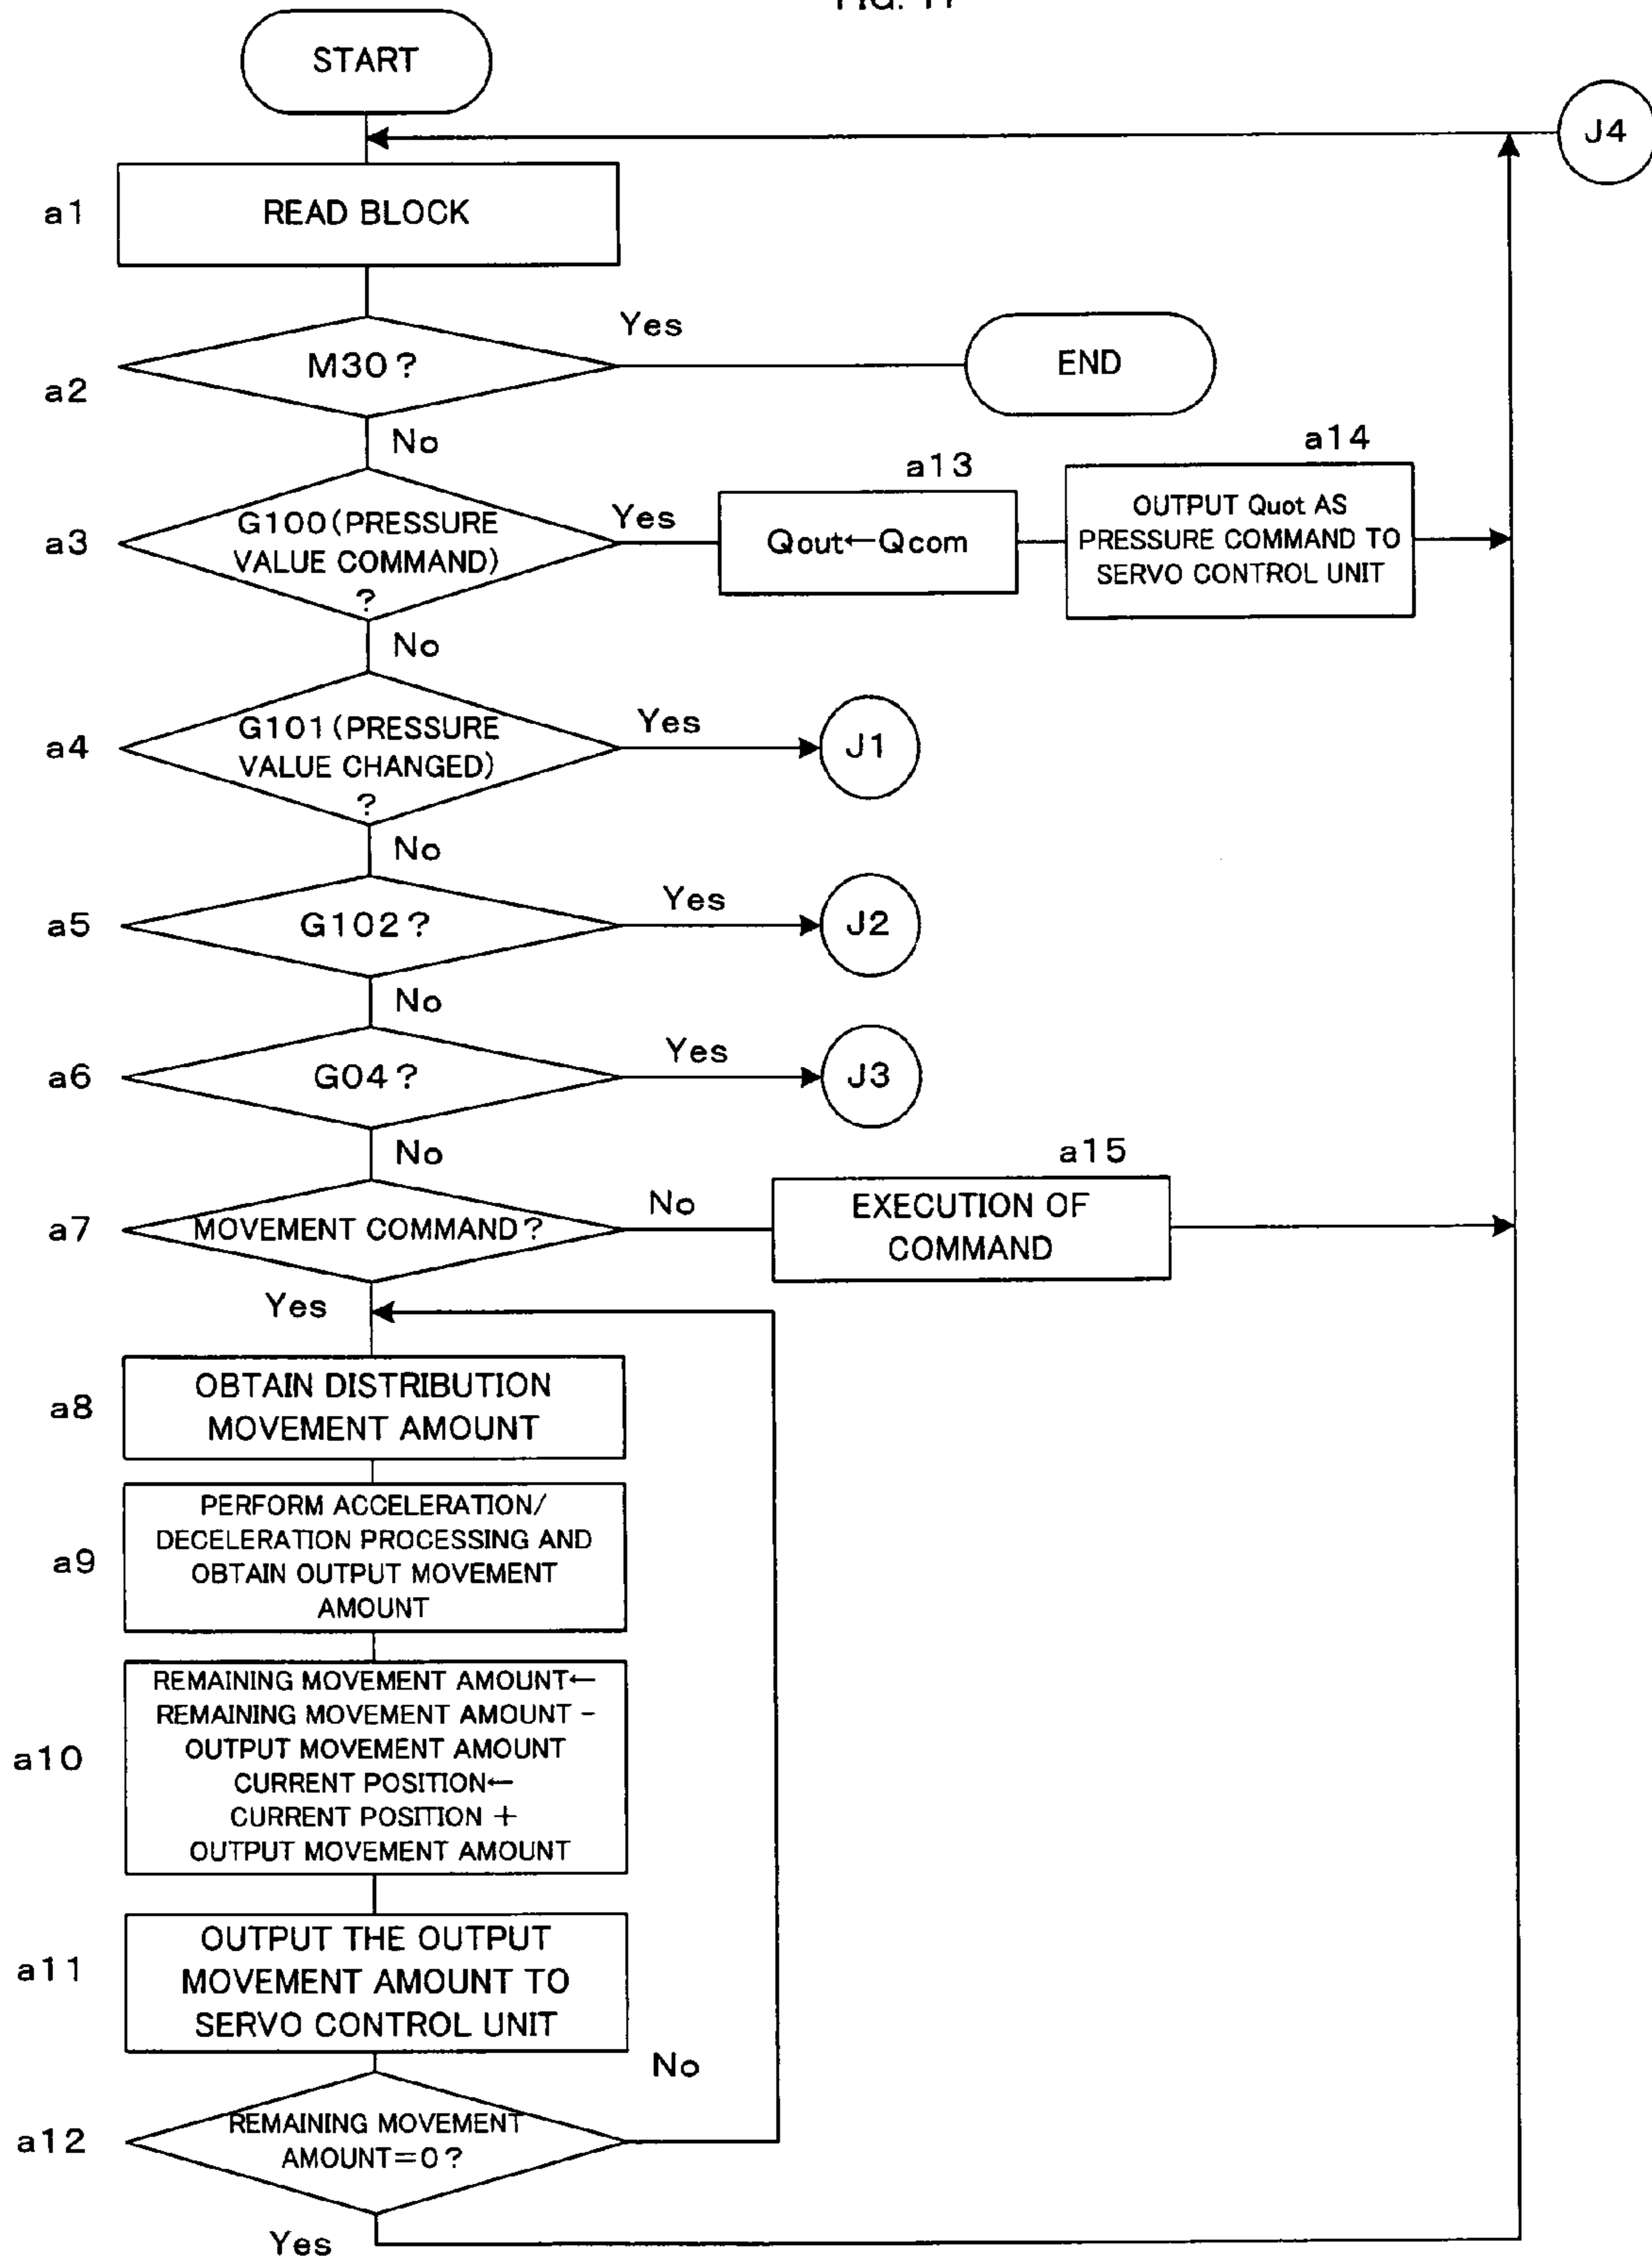 START
J4
a1
READ BLOCK
Yes
M30?
END
a2
No
a14
a13
G100(PRESSURE
VALUE COMMAND)
?
Yes
a3
Qout←Qcom
OUTPUT Quot AS
PRESSURE COMMAND TO
SERVO CONTROL UNIT
No
G101(PRESSURE
VALUE CHANGED)
?
Yes
a4
J1
No
Yes
a5
G102?
J2
No
Yes
a6
G04?
J3
No
a15
No
a7
MOVEMENT COMMAND?
EXECUTION OF
COMMAND
Yes
a8
OBTAIN DISTRIBUTION
MOVEMENT AMOUNT
a9
PERFORM ACCELERATION/
DECELERATION PROCESSING AND
OBTAIN OUTPUT MOVEMENT
AMOUNT
a10
REMAINING MOVEMENT AMOUNT←
REMAINING MOVEMENT AMOUNT -
OUTPUT MOVEMENT AMOUNT
CURRENT POSITION←
CURRENT POSITION +
OUTPUT MOVEMENT AMOUNT
a11
OUTPUT THE OUTPUT
MOVEMENT AMOUNT TO
SERVO CONTROL UNIT
No
a12
REMAINING MOVEMENT
AMOUNT=0?
Yes